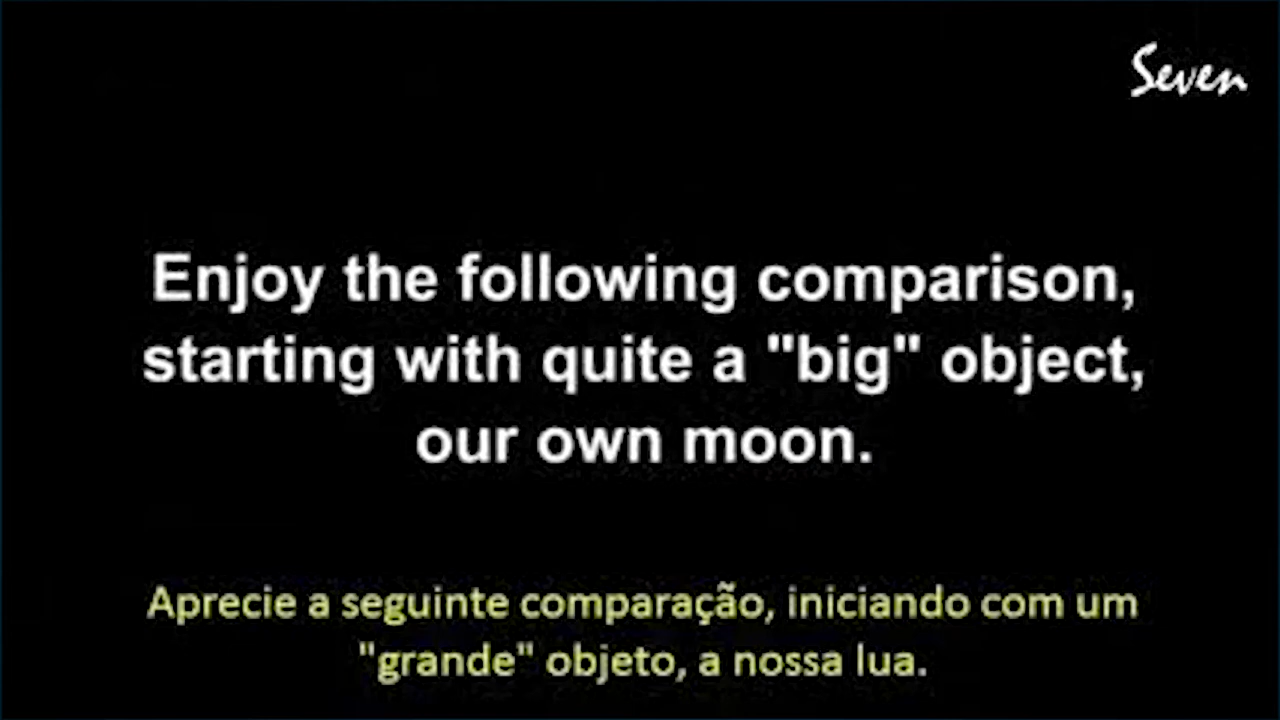 Seven
Enjoy the following comparison,
starting with quite a "big" object,
our own moon.
Aprecie a seguinte comparação, iniciando com um
"grande" objeto, a nossa lua.